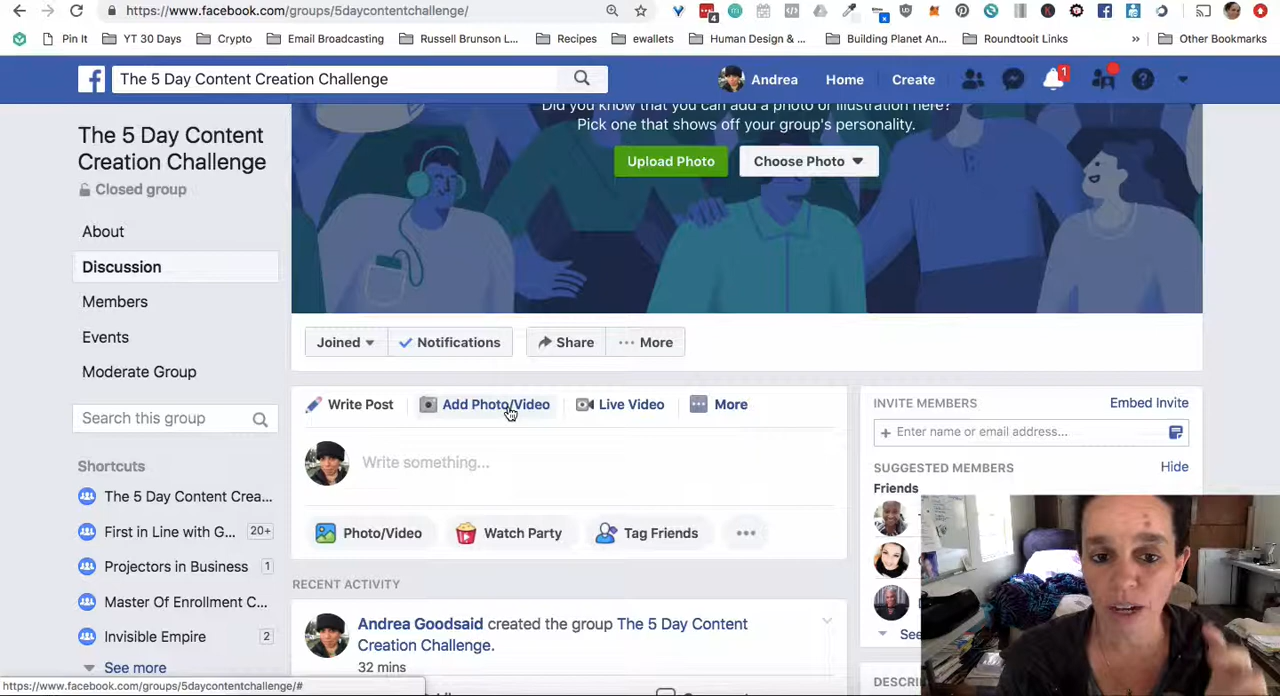 https://www.facebook.com/groups/5daycontentchallenge/
4
Pin It YT 30 Days Crypto Email Broadcasting Russell Brunson L... Recipes ewallets Human Design & ... Building Planet An... Roundtooit Links » Other Bookmarks
The 5 Day Content Creation Challenge
Andrea Home Create 1
The 5 Day Content
Creation Challenge
Closed group
About
Discussion
Members
Events
Moderate Group
Search this group
Shortcuts
The 5 Day Content Crea...
First in Line with G... 20+
Projectors in Business 1
Master Of Enrollment C...
Invisible Empire 2
See more
https://www.facebook.com/groups/5daycontentchallenge/#
Did you know that you can add a photo or illustration here?
Pick one that shows off your group's personality.
Upload Photo Choose Photo
Joined Notifications Share ... More
Write Post Add Photo/Video Live Video More
Write something...
Photo/Video Watch Party Tag Friends
RECENT ACTIVITY
Andrea Goodsaid created the group The 5 Day Content
Creation Challenge.
32 mins
INVITE MEMBERS Embed Invite
+ Enter name or email address...
SUGGESTED MEMBERS Hide
Friends
See
DESCRI